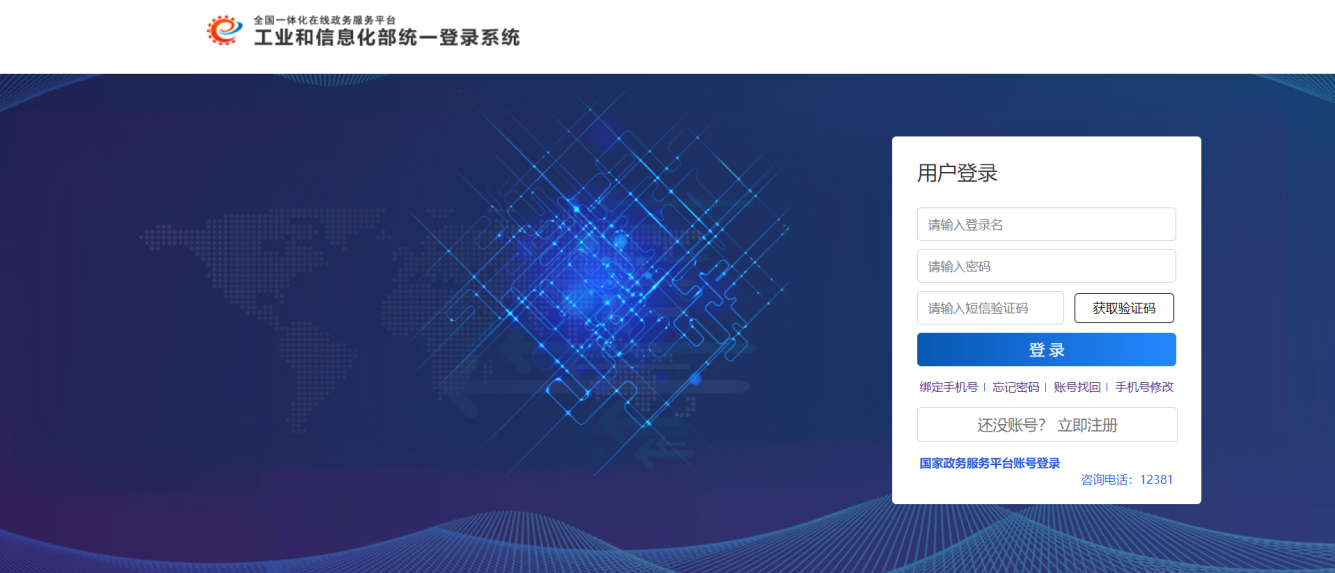 全国一体化在线政务服务平台
工业和信息化部统一登录系统
用户登录
请输入登录名
请输入密码
请输入短信验证码 获取验证码
登 录
绑定手机号 | 忘记密码 | 账号找回 | 手机号修改
还没账号? 立即注册
国家政务服务平台账号登录
咨询电话：12381